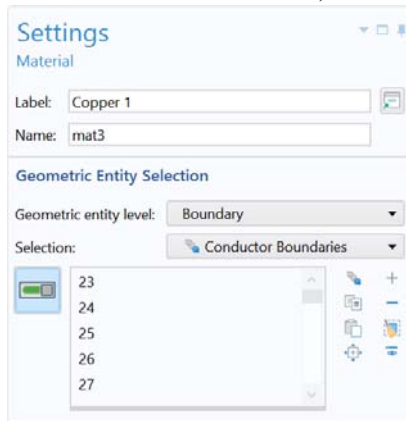 Settings
Material
Label: Copper 1
Name: mat3
Geometric Entity Selection
Geometric entity level: Boundary
Selection: Conductor Boundaries
23
24
25
26
27